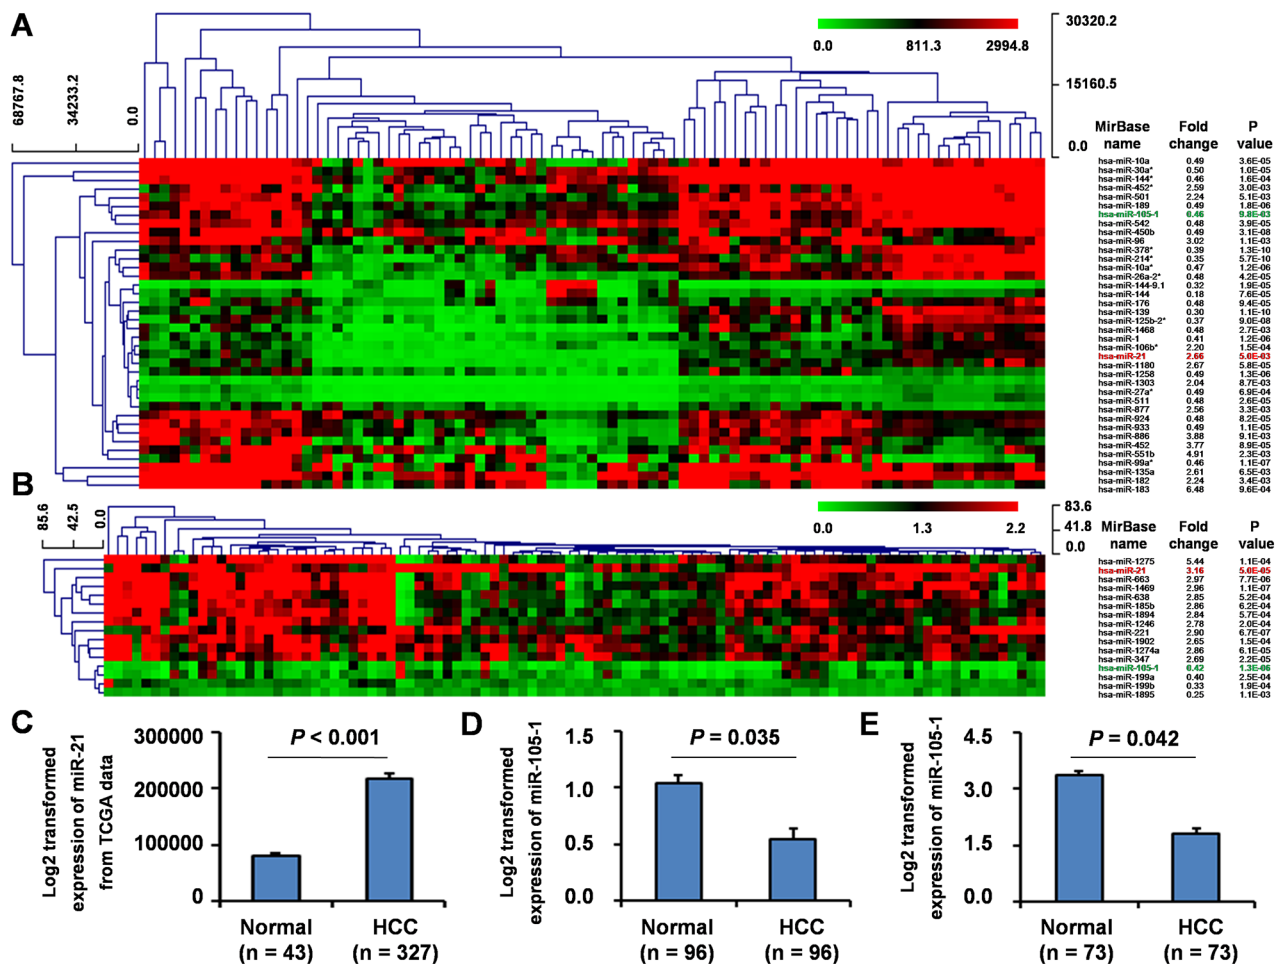 A
68767.8
34233.2
0.0
0.0 811.3 2994.8
30320.2
15160.5
0.0
MirBase name Fold change P value
hsa-miR-10a 0.49 3.6E-05
hsa-miR-30a* 0.50 1.0E-05
hsa-miR-144* 0.46 1.6E-04
hsa-miR-452* 2.59 3.0E-03
hsa-miR-501 2.24 5.1E-03
hsa-miR-189 0.49 1.8E-06
hsa-miR-105-1 0.46 9.8E-03
hsa-miR-542 0.48 3.9E-05
hsa-miR-450b 0.49 3.1E-08
hsa-miR-96 3.02 1.1E-03
hsa-miR-378* 0.39 1.3E-10
hsa-miR-214* 0.35 5.7E-10
hsa-miR-10a* 0.47 1.2E-06
hsa-miR-26a-2* 0.48 4.2E-05
hsa-miR-144-9.1 0.32 1.9E-05
hsa-miR-144 0.18 7.6E-05
hsa-miR-176 0.48 9.4E-05
hsa-miR-139 0.30 1.1E-10
hsa-miR-125b-2* 0.37 9.0E-08
hsa-miR-1468 0.48 2.7E-03
hsa-miR-1 0.41 1.2E-06
hsa-miR-106b* 2.20 1.5E-04
hsa-miR-21 2.66 5.0E-03
hsa-miR-1180 2.67 5.8E-05
hsa-miR-1258 0.49 1.3E-06
hsa-miR-1303 2.04 8.7E-03
hsa-miR-27a* 0.49 6.9E-04
hsa-miR-511 0.48 2.6E-05
hsa-miR-877 2.56 3.3E-03
hsa-miR-924 0.48 8.2E-05
hsa-miR-933 0.49 1.1E-05
hsa-miR-886 3.88 9.1E-03
hsa-miR-452 3.77 8.9E-05
hsa-miR-551b 4.91 2.3E-03
hsa-miR-99a* 0.46 1.1E-07
hsa-miR-135a 2.61 6.5E-03
hsa-miR-182 2.24 3.4E-03
hsa-miR-183 6.48 9.6E-04
B
85.6
42.5
0.0
0.0 1.3 2.2
83.6
41.8
0.0
MirBase name Fold change P value
hsa-miR-1275 5.44 1.1E-04
hsa-miR-21 3.16 5.0E-05
hsa-miR-663 2.97 7.7E-06
hsa-miR-1469 2.96 1.1E-07
hsa-miR-638 2.85 5.2E-04
hsa-miR-185b 2.86 6.2E-04
hsa-miR-1894 2.84 5.7E-04
hsa-miR-1246 2.78 2.0E-04
hsa-miR-221 2.90 6.7E-07
hsa-miR-1902 2.65 1.5E-04
hsa-miR-1274a 2.86 6.1E-05
hsa-miR-347 2.69 2.2E-05
hsa-miR-105-1 0.42 1.3E-06
hsa-miR-199a 0.40 2.5E-04
hsa-miR-199b 0.33 1.9E-04
hsa-miR-1895 0.25 1.1E-03
C
Log2 transformed
expression of miR-21
from TCGA data
300000
200000
100000
0
P < 0.001
Normal
(n = 43)
HCC
(n = 327)
D
Log2 transformed
expression of miR-105-1
1.5
1.0
0.5
0.0
P = 0.035
Normal
(n = 96)
HCC
(n = 96)
E
Log2 transformed
expression of miR-105-1
4.5
3.0
1.5
0.0
P = 0.042
Normal
(n = 73)
HCC
(n = 73)